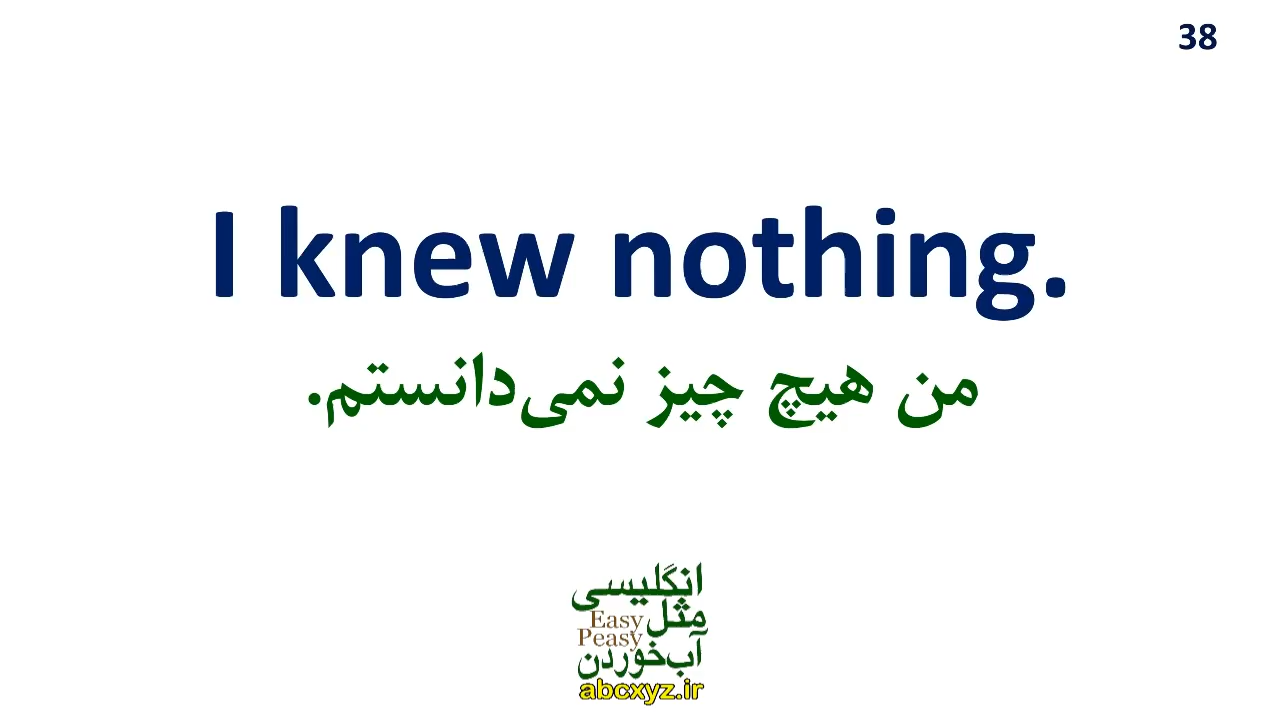 38
I knew nothing.
من هیچ چیز نمی‌دانستم.
انگلیسی
مثل
Easy
Peasy
آب‌خوردن
abcxyz.ir